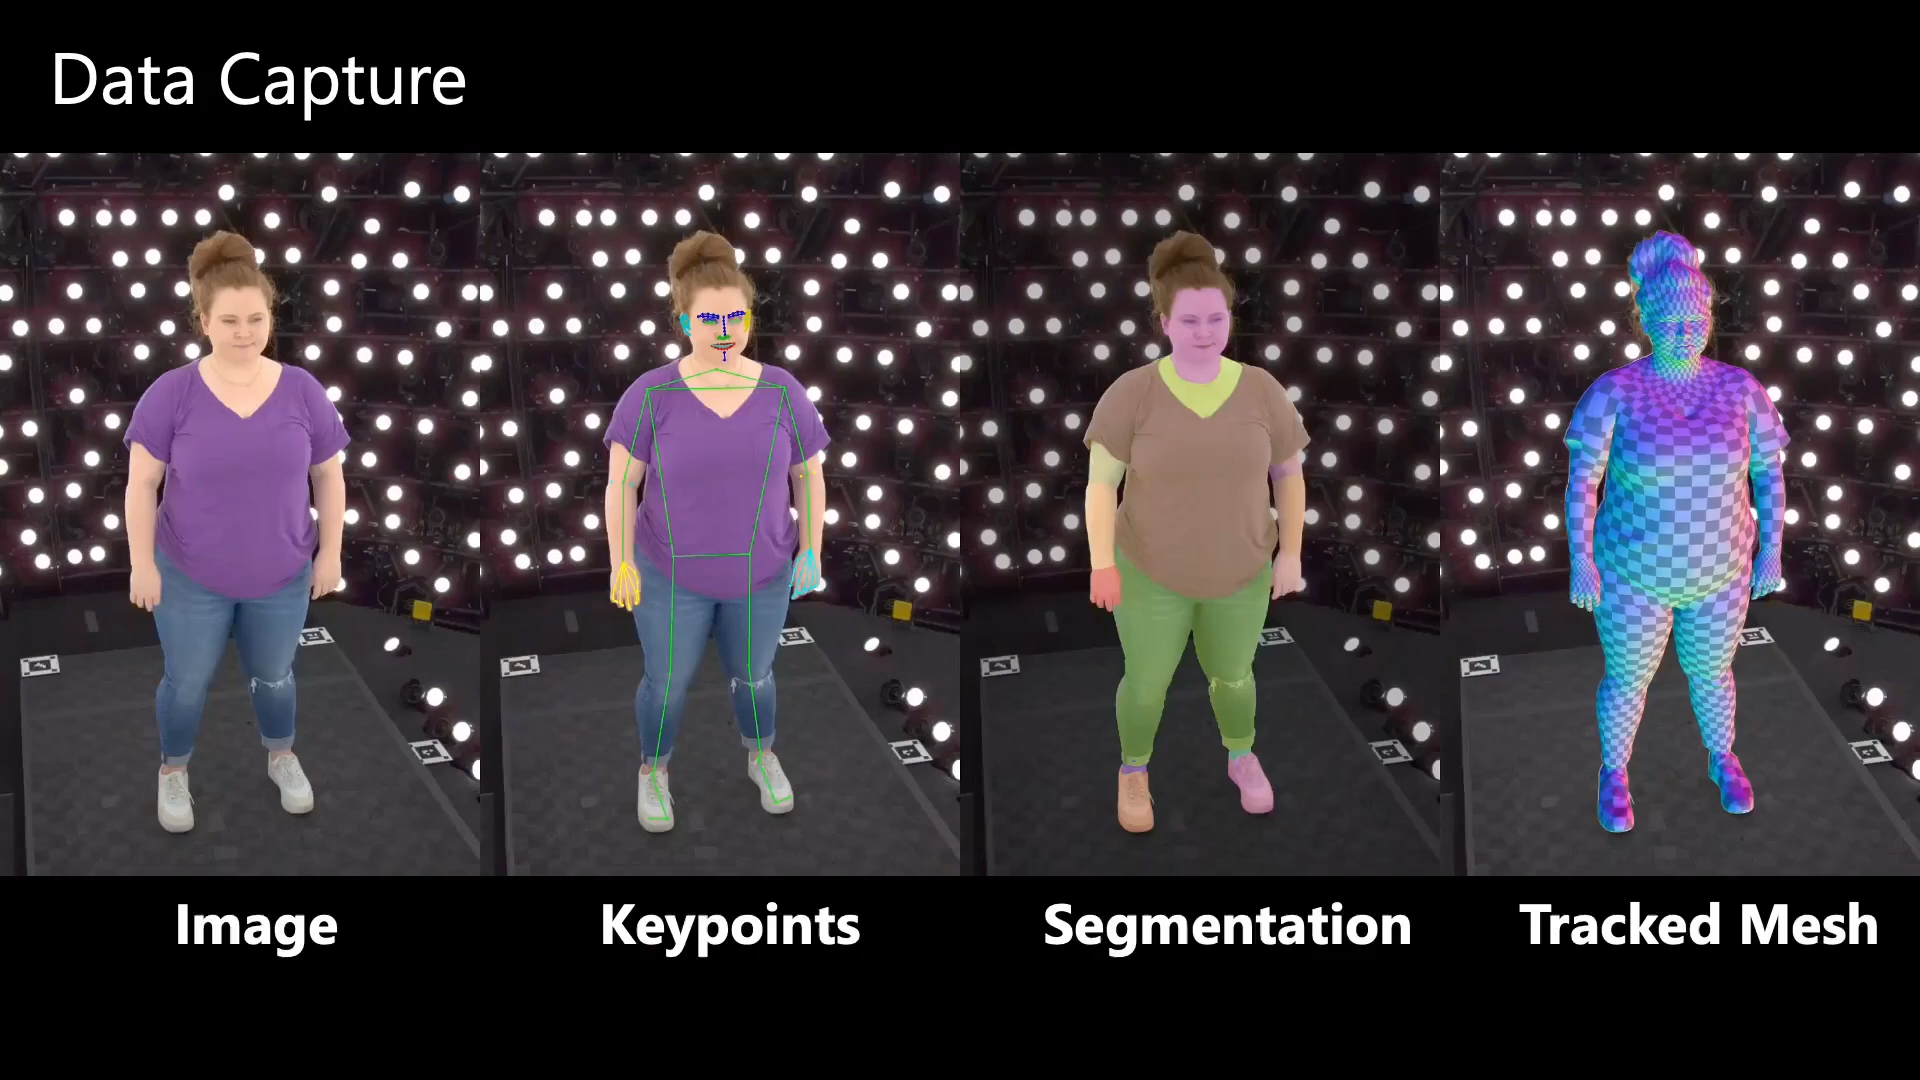 Data Capture
Image
Keypoints
Segmentation
Tracked Mesh